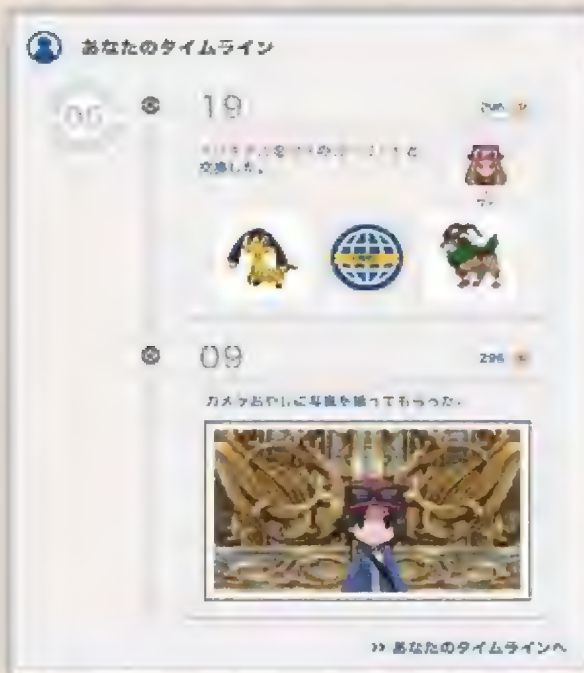 あなたのタイムライン
06
19
296
交換した。
09
296
カメラおやじに写真を撮ってもらった。
>> あなたのタイムラインへ